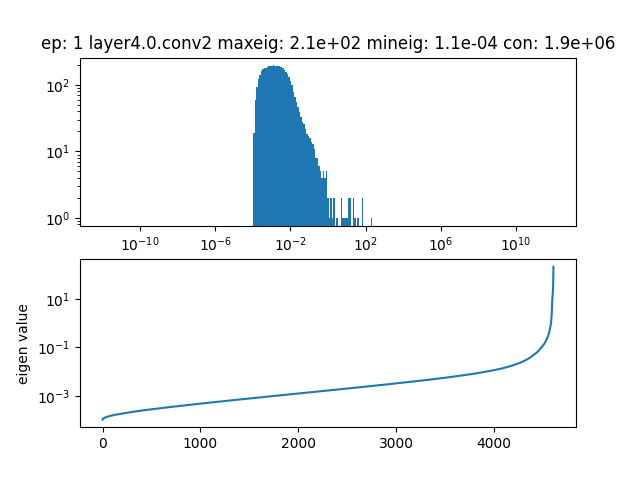 ep: 1 layer4.0.conv2 maxeig: 2.1e+02 mineig: 1.1e-04 con: 1.9e+06
10²
10¹
10⁰
10⁻¹⁰ 10⁻⁶ 10⁻² 10² 10⁶ 10¹⁰
eigen value
10¹
10⁻¹
10⁻³
0 1000 2000 3000 4000